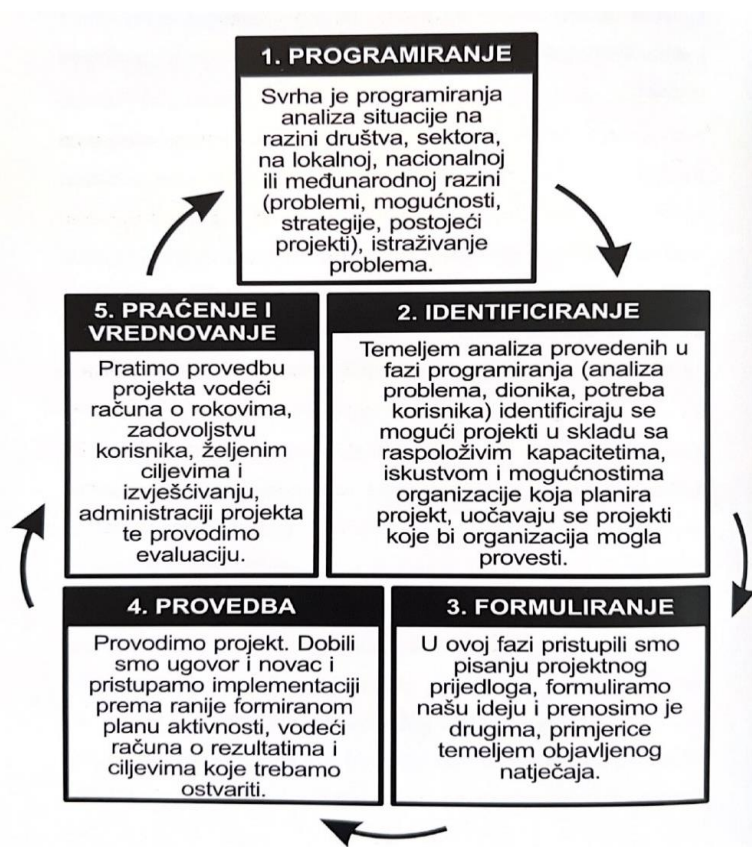 1. PROGRAMIRANJE
Svrha je programiranja
analiza situacije na
razini društva, sektora,
na lokalnoj, nacionalnoj
ili međunarodnoj razini
(problemi, mogućnosti,
strategije, postojeći
projekti), istraživanje
problema.
2. IDENTIFICIRANJE
Temeljem analiza provedenih u
fazi programiranja (analiza
problema, dionika, potreba
korisnika) identificiraju se
mogući projekti u skladu sa
raspoloživim kapacitetima,
iskustvom i mogućnostima
organizacije koja planira
projekt, uočavaju se projekti
koje bi organizacija mogla
provesti.
3. FORMULIRANJE
U ovoj fazi pristupili smo
pisanju projektnog
prijedloga, formuliramo
našu ideju i prenosimo je
drugima, primjerice
temeljem objavljenog
natječaja.
4. PROVEDBA
Provodimo projekt. Dobili
smo ugovor i novac i
pristupamo implementaciji
prema ranije formiranom
planu aktivnosti, vodeći
računa o rezultatima i
ciljevima koje trebamo
ostvariti.
5. PRAĆENJE I
VREDNOVANJE
Pratimo provedbu
projekta vodeći
računa o rokovima,
zadovoljstvu
korisnika, željenim
ciljevima i
izvješćivanju,
administraciji projekta
te provodimo
evaluaciju.